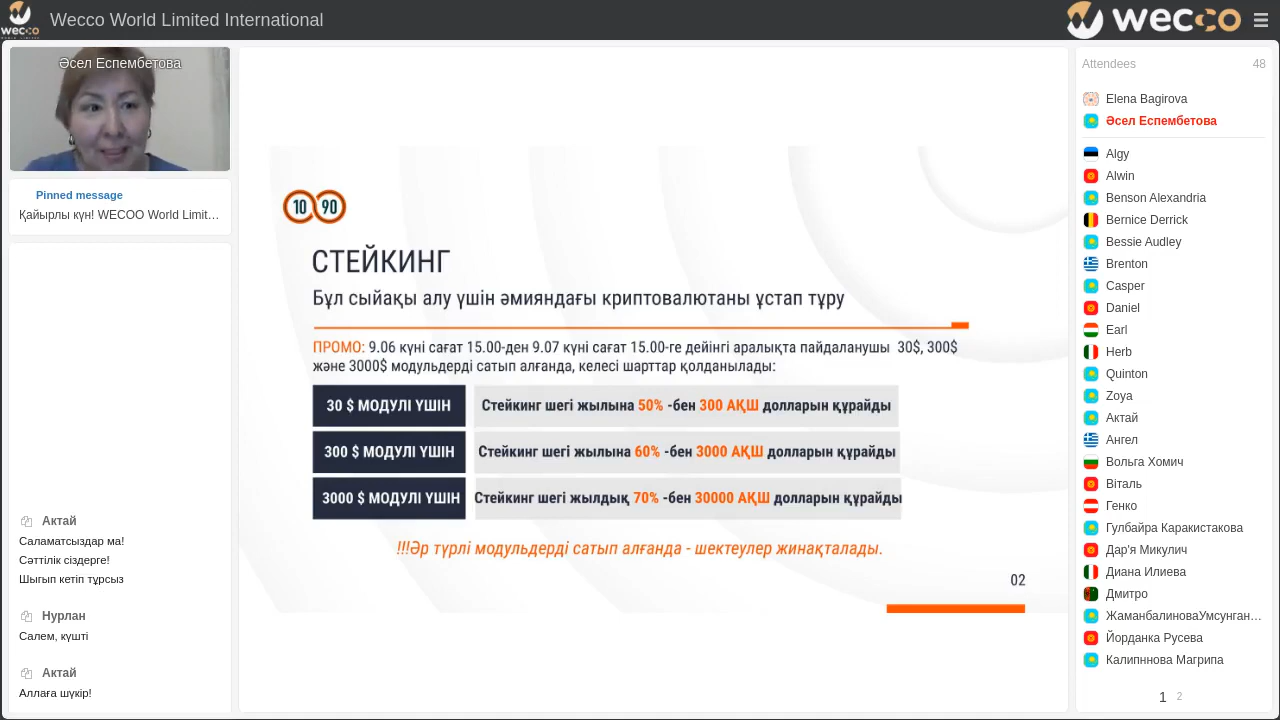 wecco
Wecco World Limited International
wecco
Әсел Еспембетова
Pinned message
Қайырлы күн! WECOO World Limit…
Актай
Саламатсыздар ма!
Сәттілік сіздерге!
Шыгып кетіп тұрсыз
Нурлан
Салем, күшті
Актай
Аллаға шүкір!
10 90
СТЕЙКИНГ
Бұл сыйақы алу үшін әмияндағы криптовалютаны ұстап тұру
ПРОМО: 9.06 күні сағат 15.00-ден 9.07 күні сағат 15.00-ге дейінгі аралықта пайдаланушы 30$, 300$
және 3000$ модульдерді сатып алғанда, келесі шарттар қолданылады:
30 $ МОДУЛІ ҮШІН
Стейкинг шегі жылына 50% -бен 300 АҚШ долларын құрайды
300 $ МОДУЛІ ҮШІН
Стейкинг шегі жылына 60% -бен 3000 АҚШ долларын құрайды
3000 $ МОДУЛІ ҮШІН
Стейкинг шегі жылдық 70% -бен 30000 АҚШ долларын құрайды
!!!Әр түрлі модульдерді сатып алғанда - шектеулер жинақталады.
02
Attendees 48
Elena Bagirova
Әсел Еспембетова
Algy
Alwin
Benson Alexandria
Bernice Derrick
Bessie Audley
Brenton
Casper
Daniel
Earl
Herb
Quinton
Zoya
Актай
Ангел
Вольга Хомич
Віталь
Генко
Гулбайра Каракистакова
Дар'я Микулич
Диана Илиева
Дмитро
ЖаманбалиноваУмсунган…
Йорданка Русева
Калипннова Магрипа
1 2